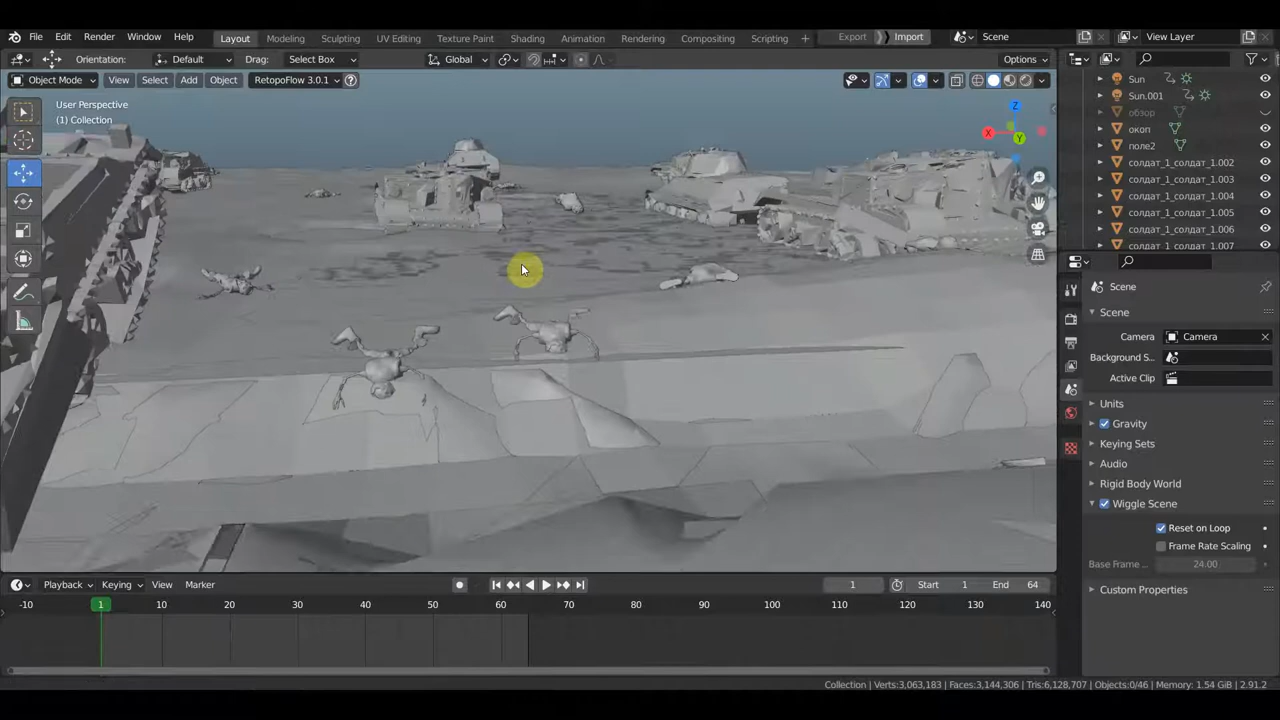 File Edit Render Window Help Layout Modeling Sculpting UV Editing Texture Paint Shading Animation Rendering Compositing Scripting + Export Import Scene View Layer
Orientation: Default Drag: Select Box Global Options
Object Mode View Select Add Object RetopoFlow 3.0.1
User Perspective
(1) Collection
Z
X
Y
Sun
Sun.001
обзор
окоп
поле2
солдат_1_солдат_1.002
солдат_1_солдат_1.003
солдат_1_солдат_1.004
солдат_1_солдат_1.005
солдат_1_солдат_1.006
солдат_1_солдат_1.007
Scene
Scene
Camera Camera
Background S...
Active Clip
Units
Gravity
Keying Sets
Audio
Rigid Body World
Wiggle Scene
Reset on Loop
Frame Rate Scaling
Base Frame ... 24.00
Custom Properties
Playback Keying View Marker 1 Start 1 End 64
-10 1 10 20 30 40 50 60 70 80 90 100 110 120 130 140
Collection | Verts:3,063,183 | Faces:3,144,306 | Tris:6,128,707 | Objects:0/46 | Memory: 1.54 GiB | 2.91.2